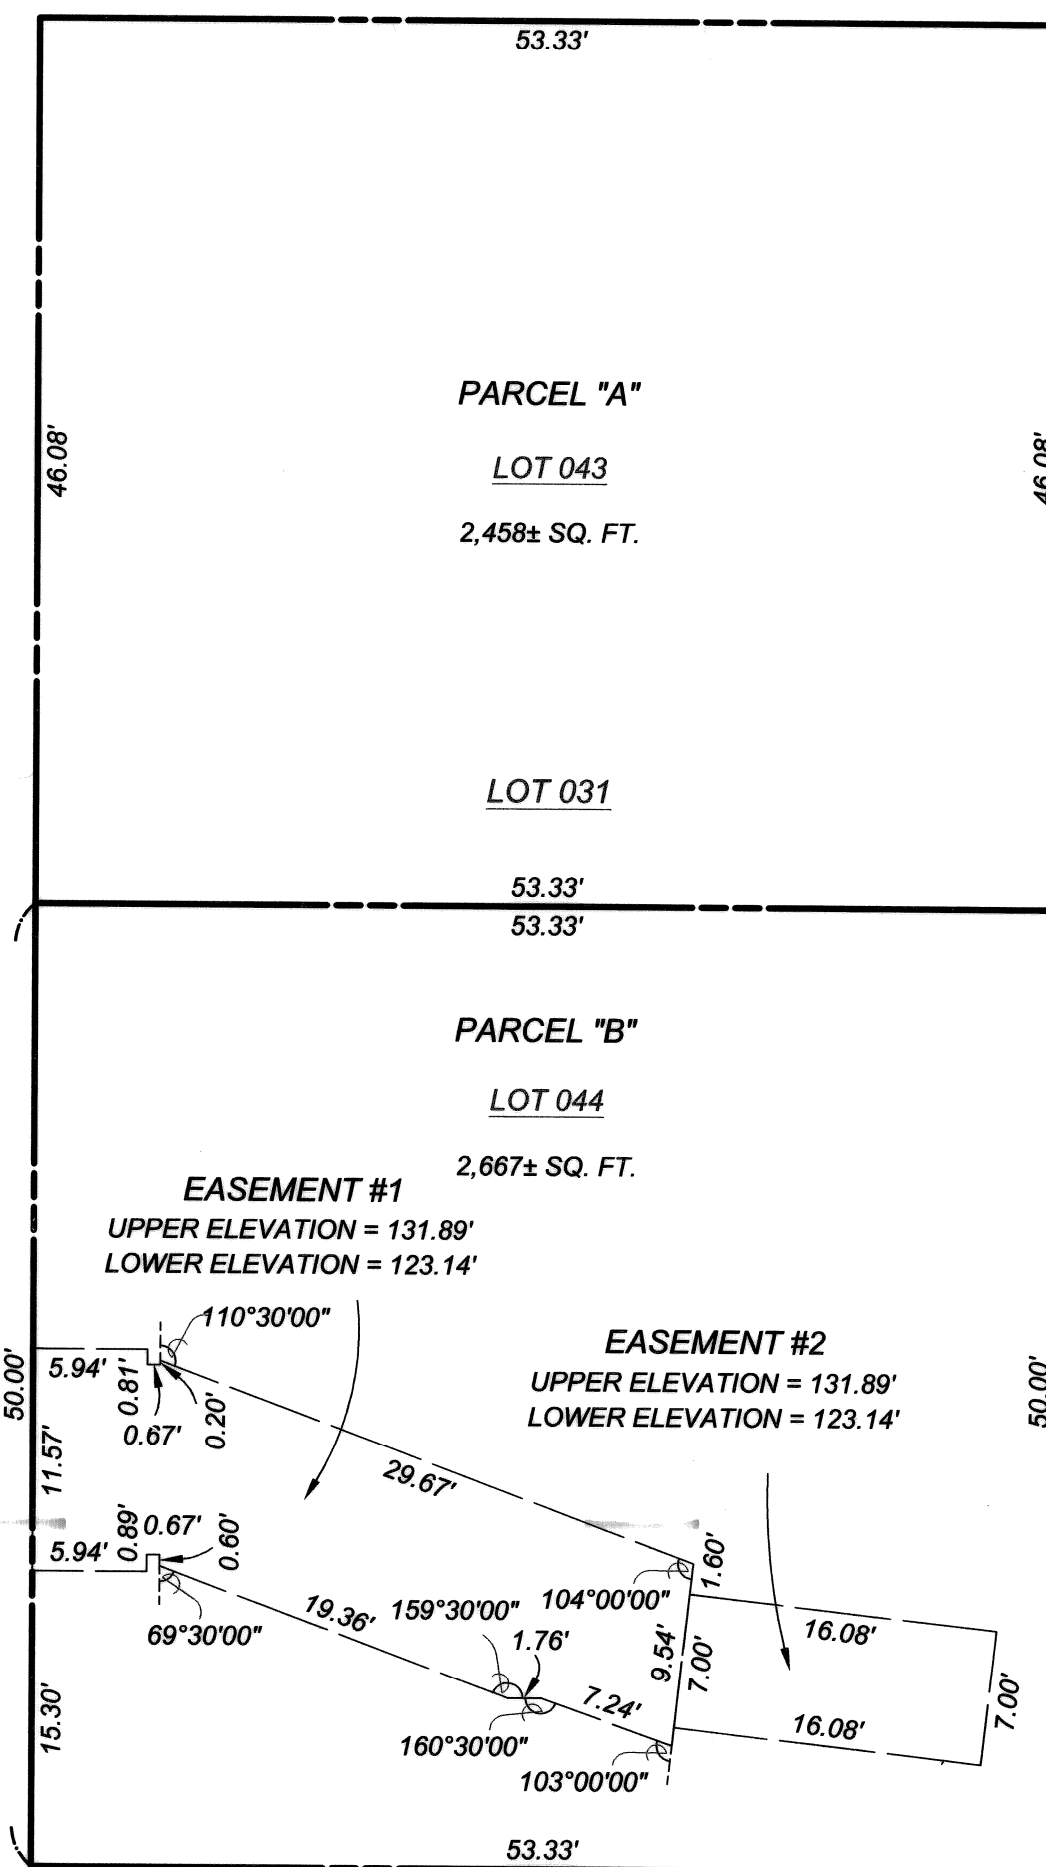 53.33'
46.08'
46.08'
PARCEL "A"
LOT 043
2,458± SQ. FT.
LOT 031
53.33'
53.33'
PARCEL "B"
LOT 044
2,667± SQ. FT.
EASEMENT #1
UPPER ELEVATION = 131.89'
LOWER ELEVATION = 123.14'
110°30'00"
EASEMENT #2
UPPER ELEVATION = 131.89'
LOWER ELEVATION = 123.14'
50.00'
50.00'
5.94'
0.81'
0.67'
0.20'
11.57'
29.67'
0.89'
0.67'
0.60'
5.94'
69°30'00"
19.36'
159°30'00"
1.76'
104°00'00"
1.60'
9.54'
7.00'
16.08'
7.00'
16.08'
7.24'
160°30'00"
103°00'00"
15.30'
53.33'